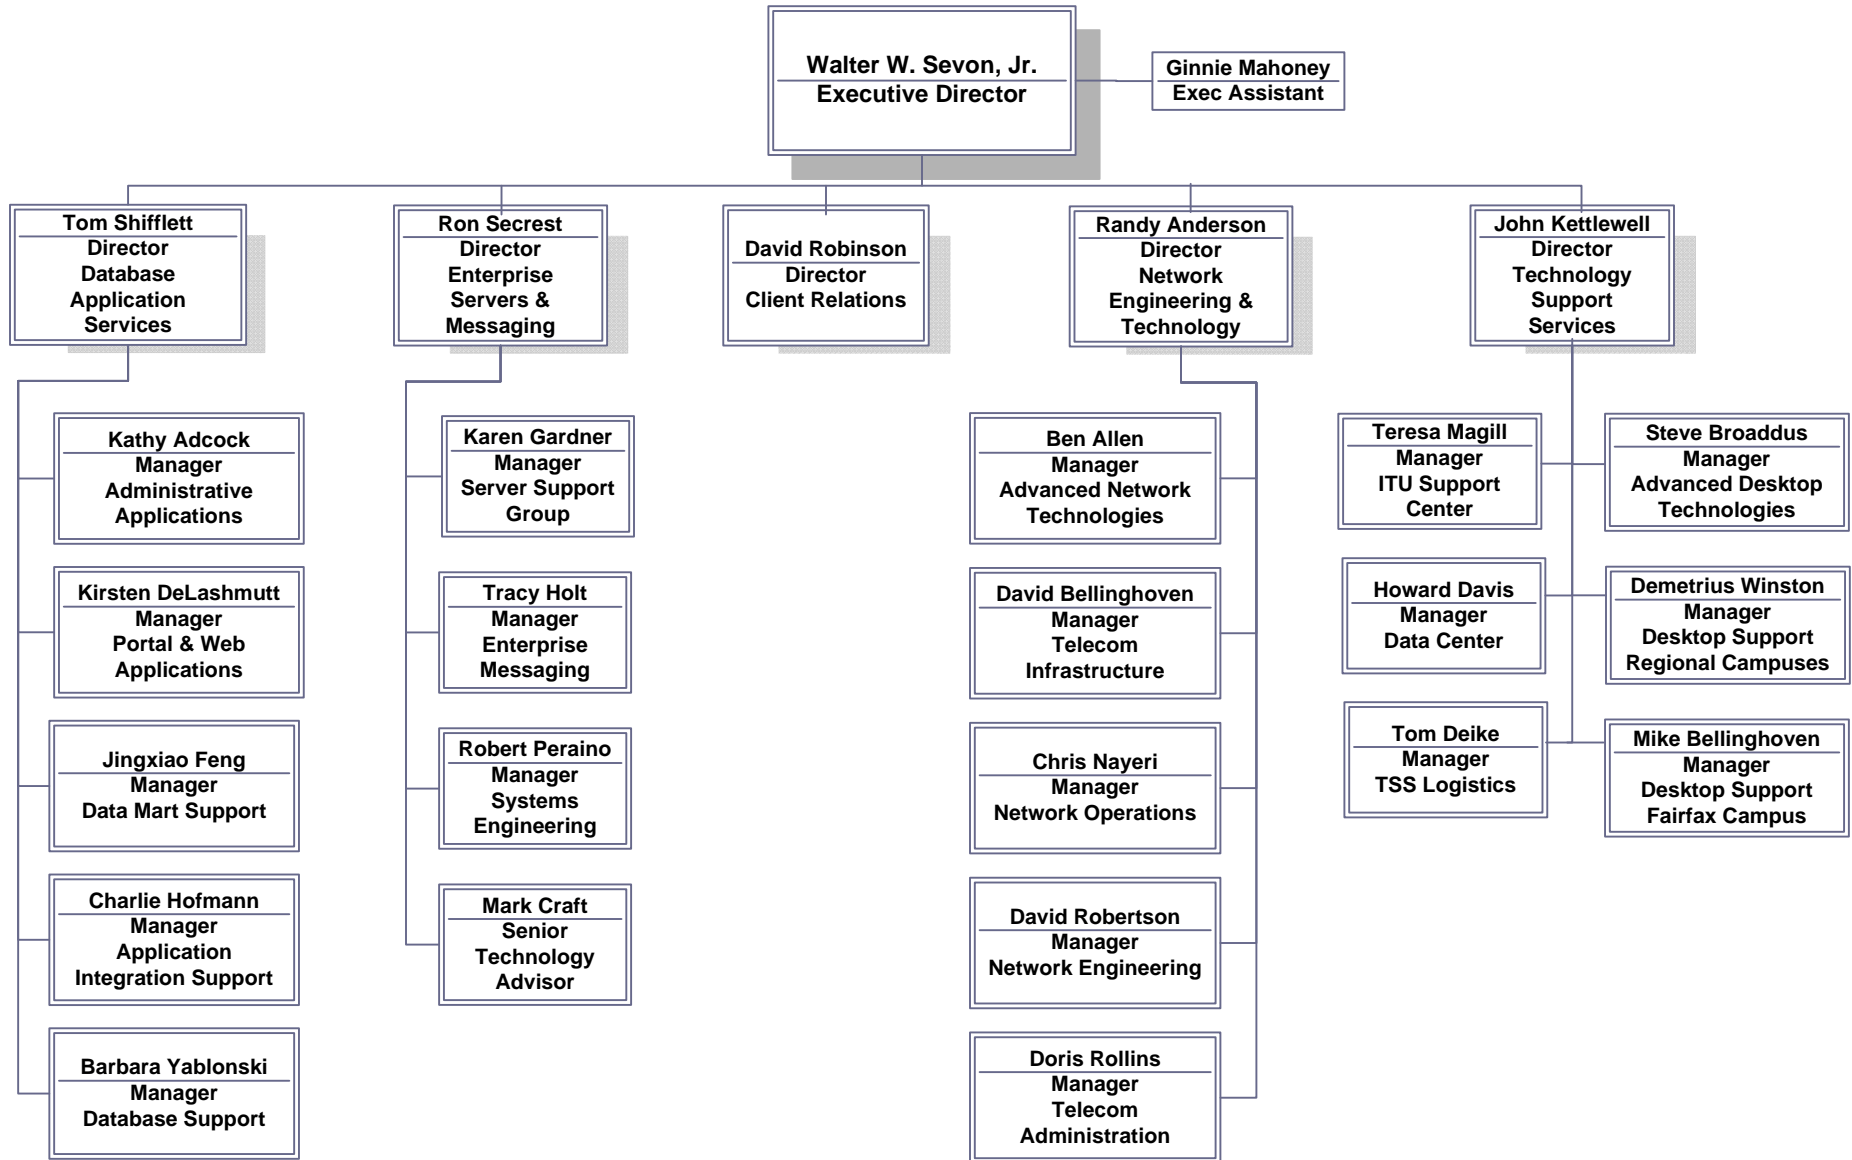 Walter W. Sevon, Jr.
Executive Director
Ginnie Mahoney
Exec Assistant
Tom Shifflett
Director
Database
Application
Services
Ron Secrest
Director
Enterprise
Servers &
Messaging
David Robinson
Director
Client Relations
Randy Anderson
Director
Network
Engineering &
Technology
John Kettlewell
Director
Technology
Support
Services
Kathy Adcock
Manager
Administrative
Applications
Kirsten DeLashmutt
Manager
Portal & Web
Applications
Jingxiao Feng
Manager
Data Mart Support
Charlie Hofmann
Manager
Application
Integration Support
Barbara Yablonski
Manager
Database Support
Karen Gardner
Manager
Server Support
Group
Tracy Holt
Manager
Enterprise
Messaging
Robert Peraino
Manager
Systems
Engineering
Mark Craft
Senior
Technology
Advisor
Ben Allen
Manager
Advanced Network
Technologies
David Bellinghoven
Manager
Telecom
Infrastructure
Chris Nayeri
Manager
Network Operations
David Robertson
Manager
Network Engineering
Doris Rollins
Manager
Telecom
Administration
Teresa Magill
Manager
ITU Support
Center
Howard Davis
Manager
Data Center
Tom Deike
Manager
TSS Logistics
Steve Broaddus
Manager
Advanced Desktop
Technologies
Demetrius Winston
Manager
Desktop Support
Regional Campuses
Mike Bellinghoven
Manager
Desktop Support
Fairfax Campus